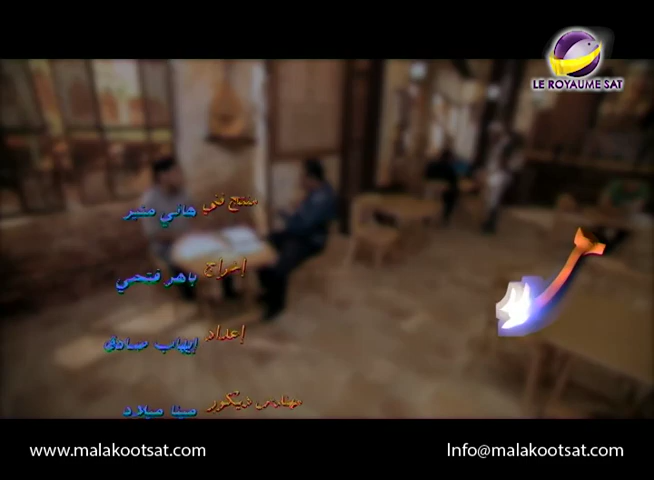 LE ROYAUME SAT
منتج فني هاني منير
إخراج باهر فتحي
إعداد إيهاب صادق
مهندس ديكور مينا ميلاد
www.malakootsat.com
Info@malakootsat.com